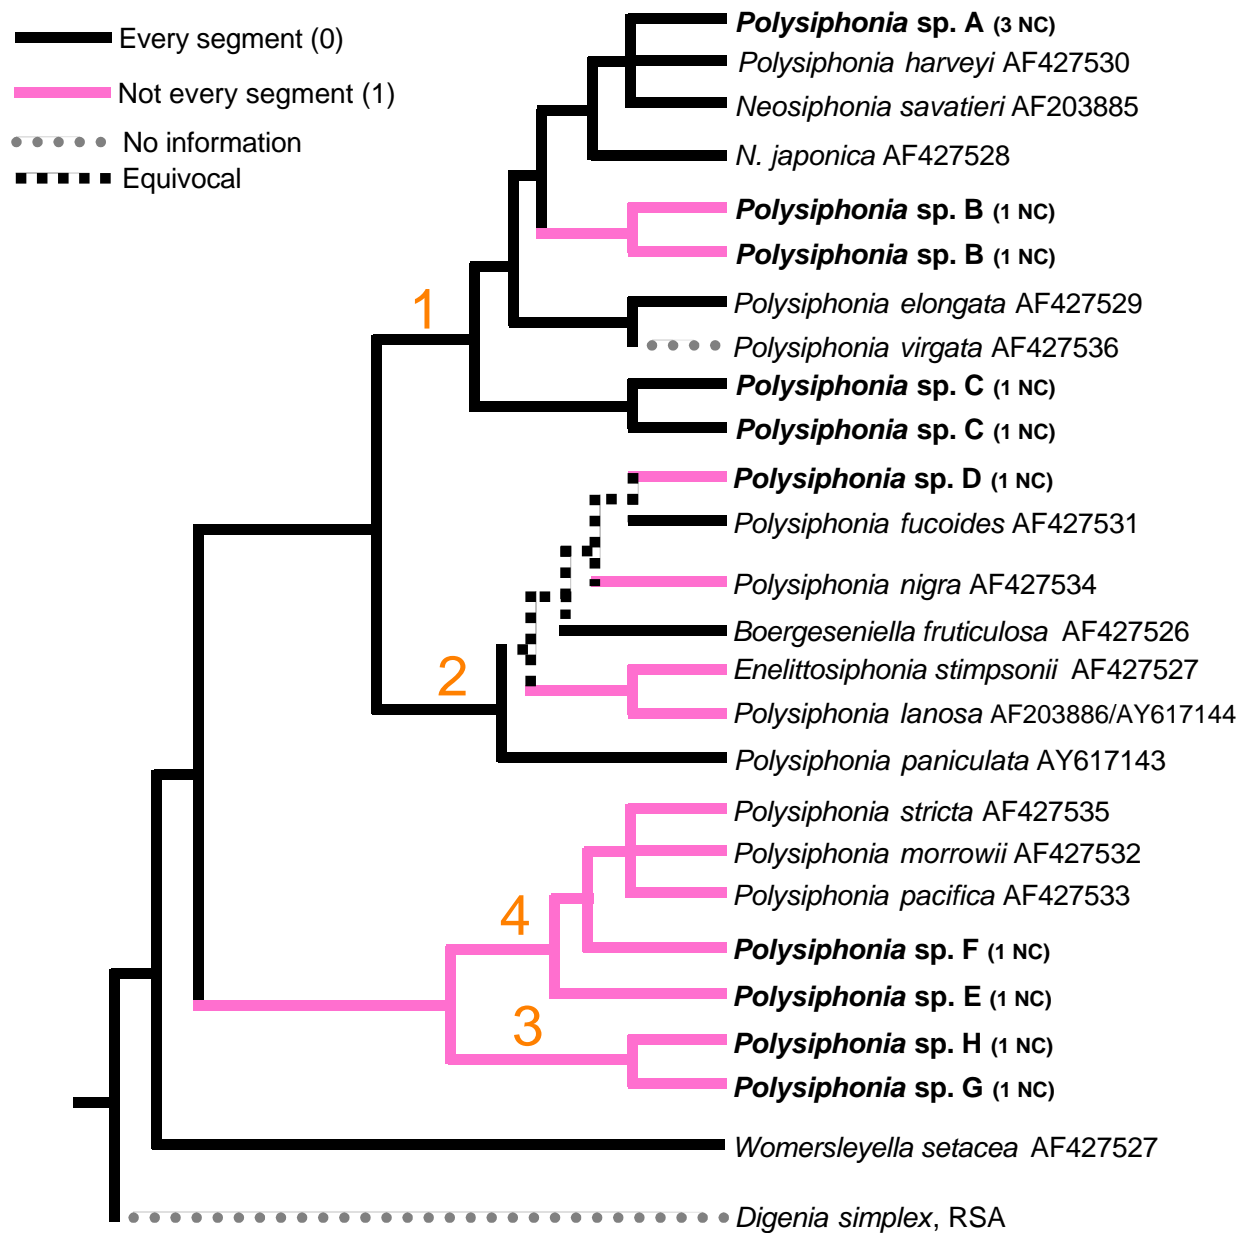 Every segment (0)
Not every segment (1)
No information
Equivocal
Polysiphonia sp. A (3 NC)
Polysiphonia harveyi AF427530
Neosiphonia savatieri AF203885
N. japonica AF427528
Polysiphonia sp. B (1 NC)
Polysiphonia sp. B (1 NC)
1
Polysiphonia elongata AF427529
Polysiphonia virgata AF427536
Polysiphonia sp. C (1 NC)
Polysiphonia sp. C (1 NC)
Polysiphonia sp. D (1 NC)
Polysiphonia fucoides AF427531
Polysiphonia nigra AF427534
Boergeseniella fruticulosa AF427526
2
Enelittosiphonia stimpsonii AF427527
Polysiphonia lanosa AF203886/AY617144
Polysiphonia paniculata AY617143
Polysiphonia stricta AF427535
Polysiphonia morrowii AF427532
Polysiphonia pacifica AF427533
4
Polysiphonia sp. F (1 NC)
Polysiphonia sp. E (1 NC)
3
Polysiphonia sp. H (1 NC)
Polysiphonia sp. G (1 NC)
Womersleyella setacea AF427527
Digenia simplex, RSA